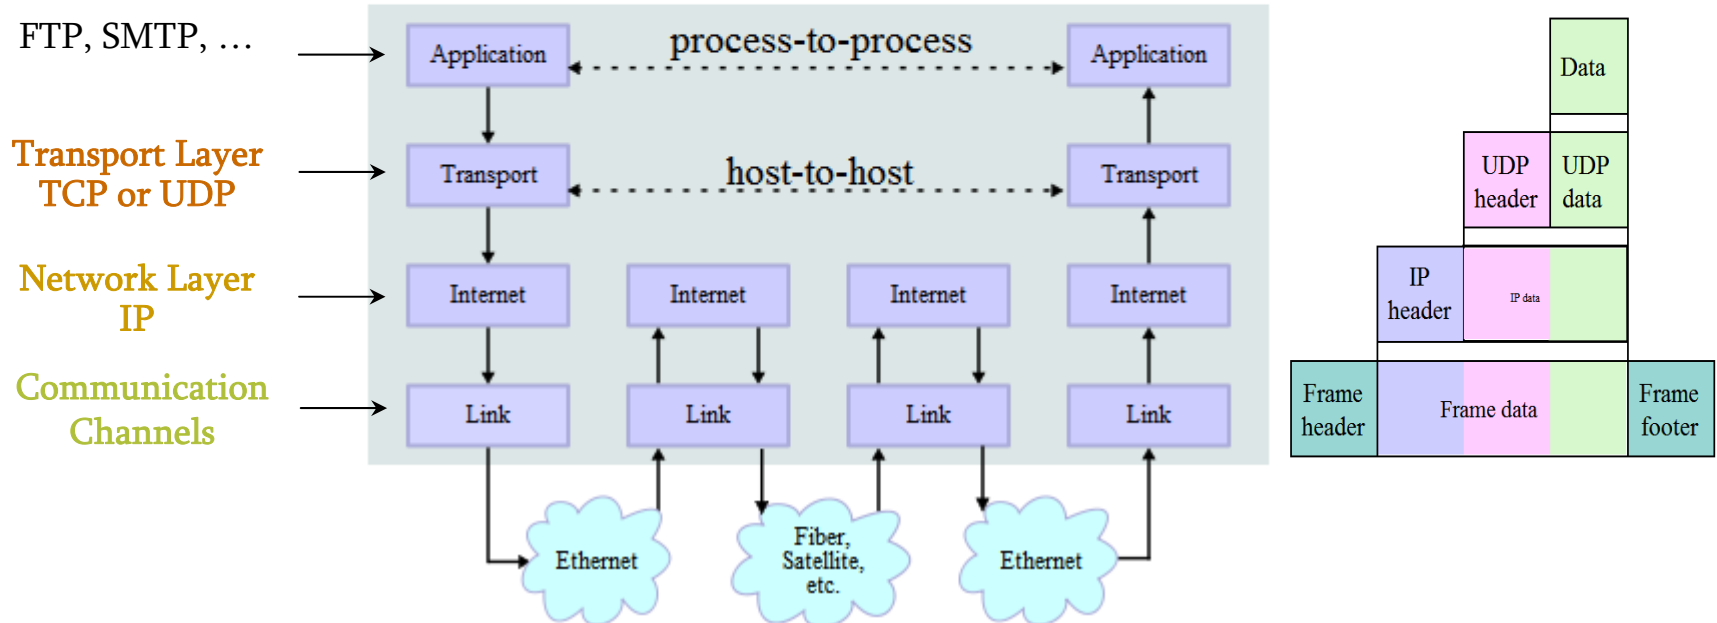 FTP, SMTP, …
Transport Layer
TCP or UDP
Network Layer
IP
Communication
Channels
Application
process-to-process
Application
Transport
host-to-host
Transport
Internet
Internet
Internet
Internet
Link
Link
Link
Link
Ethernet
Fiber,
Satellite,
etc.
Ethernet
Data
UDP
header
UDP
data
IP
header
IP data
Frame
header
Frame data
Frame
footer